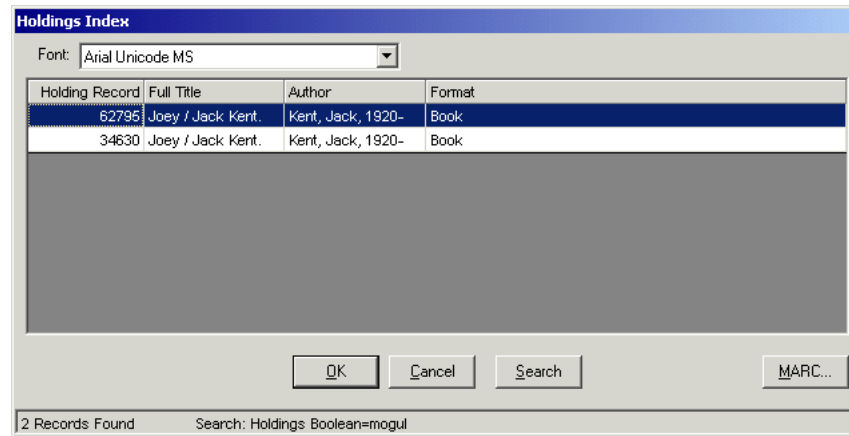 Holdings Index
Font: Arial Unicode MS
Holding Record Full Title Author Format
62795 Joey / Jack Kent. Kent, Jack, 1920- Book
34630 Joey / Jack Kent. Kent, Jack, 1920- Book
OK Cancel Search MARC...
2 Records Found Search: Holdings Boolean=mogul